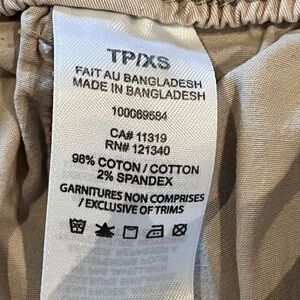 TP/XS
FAIT AU BANGLADESH
MADE IN BANGLADESH
100069684
CA# 11319
RN# 121340
98% COTON / COTTON
2% SPANDEX
GARNITURES NON COMPRISES
/ EXCLUSIVE OF TRIMS